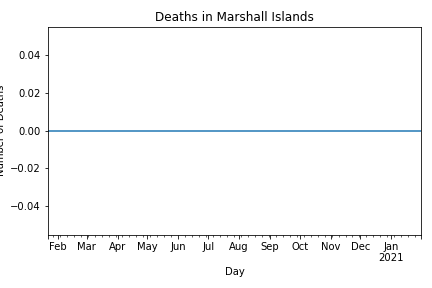 Deaths in Marshall Islands
Number of Deaths
0.04
0.02
0.00
−0.02
−0.04
Feb Mar Apr May Jun Jul Aug Sep Oct Nov Dec Jan
2021
Day